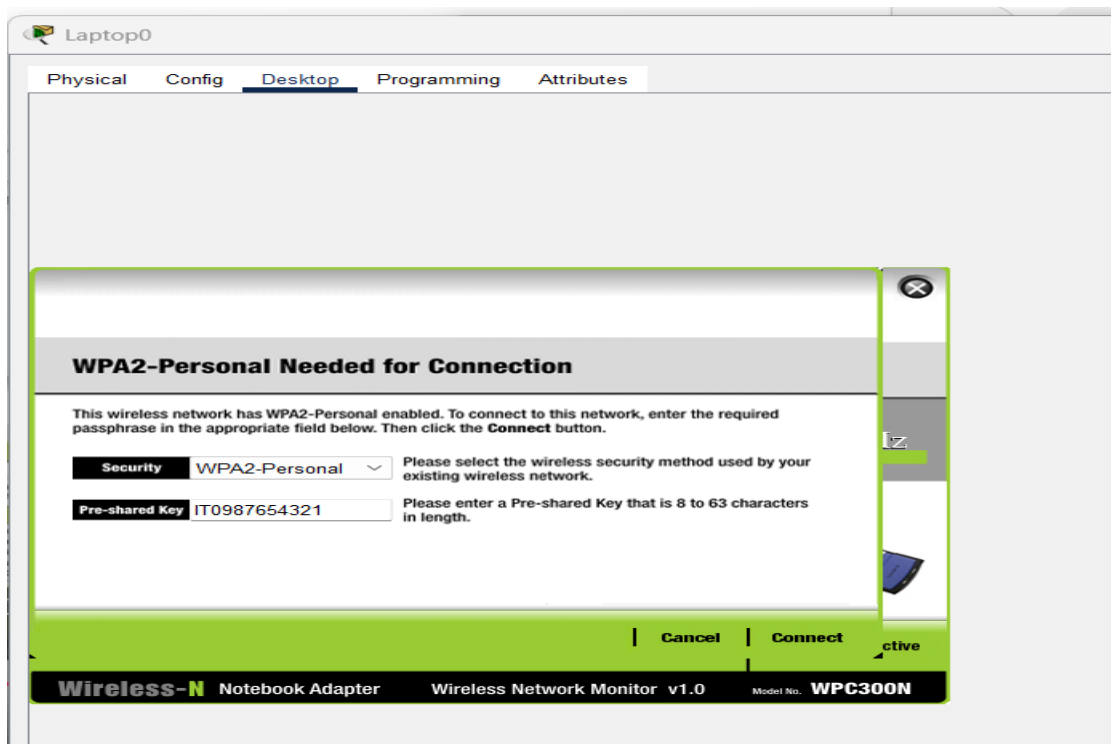 Laptop0
Physical Config Desktop Programming Attributes
WPA2-Personal Needed for Connection
This wireless network has WPA2-Personal enabled. To connect to this network, enter the required
passphrase in the appropriate field below. Then click the Connect button.
Security WPA2-Personal Please select the wireless security method used by your
existing wireless network.
Pre-shared Key IT0987654321 Please enter a Pre-shared Key that is 8 to 63 characters
in length.
Cancel Connect
Wireless-N Notebook Adapter Wireless Network Monitor v1.0 Model No. WPC300N